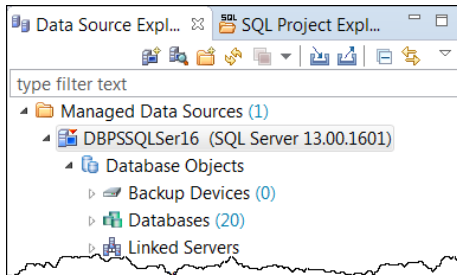 Data Source Expl... SQL SQL Project Expl...
type filter text
Managed Data Sources (1)
DBPSSQLSer16 (SQL Server 13.00.1601)
Database Objects
Backup Devices (0)
Databases (20)
Linked Servers